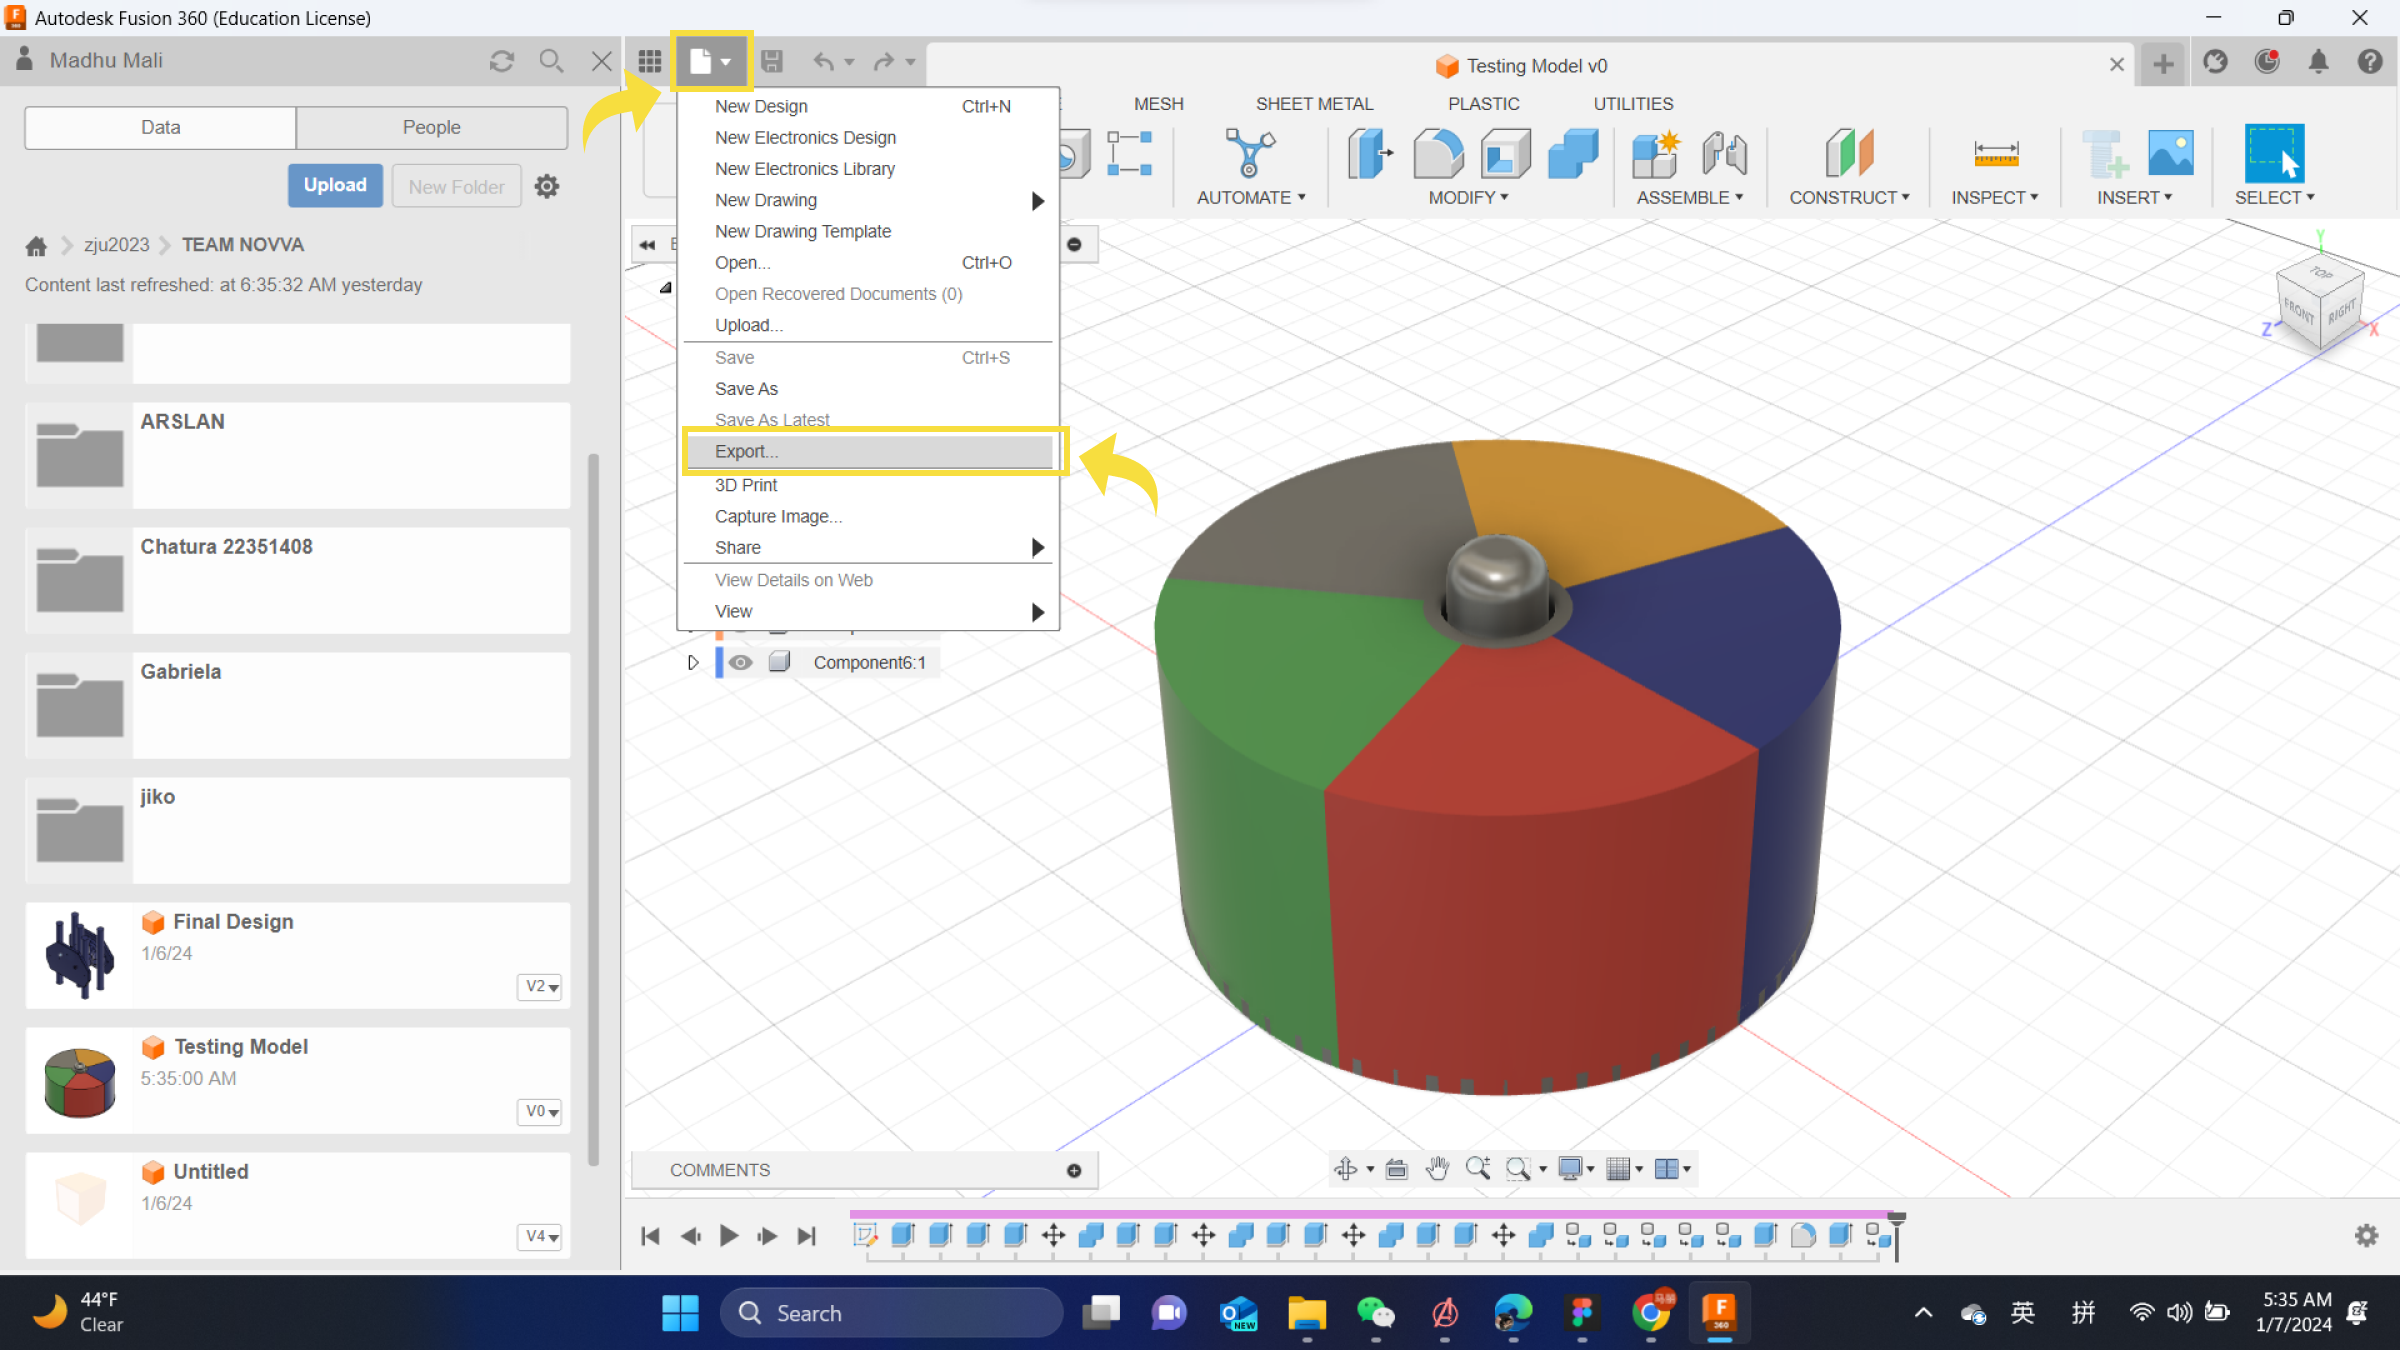 Autodesk Fusion 360 (Education License)
Madhu Mali
Testing Model v0
Data
People
Upload
New Folder
zju2023
TEAM NOVVA
Content last refreshed: at 6:35:32 AM yesterday
ARSLAN
Chatura 22351408
Gabriela
jiko
Final Design
1/6/24
V2
Testing Model
5:35:00 AM
V0
Untitled
1/6/24
V4
New Design Ctrl+N
New Electronics Design
New Electronics Library
New Drawing
New Drawing Template
Open... Ctrl+O
Open Recovered Documents (0)
Upload...
Save Ctrl+S
Save As
Save As Latest
Export...
3D Print
Capture Image...
Share
View Details on Web
View
Component6:1
MESH SHEET METAL PLASTIC UTILITIES
AUTOMATE MODIFY ASSEMBLE CONSTRUCT INSPECT INSERT SELECT
Y
TOP
FRONT
RIGHT
Z
X
COMMENTS
44°F
Clear
Search
NEW
F
360
英
拼
5:35 AM
1/7/2024